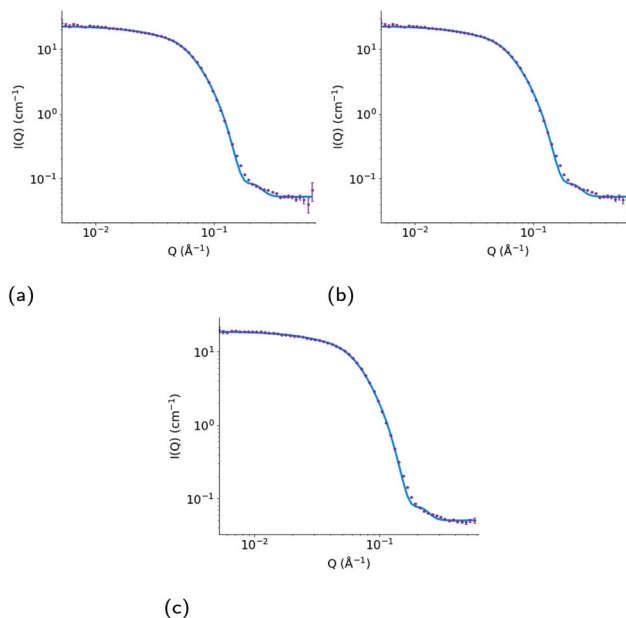 10¹
10⁰
10⁻¹
I(Q) (cm⁻¹)
10⁻² 10⁻¹
Q (Å⁻¹)
(a)
10¹
10⁰
10⁻¹
I(Q) (cm⁻¹)
10⁻² 10⁻¹
Q (Å⁻¹)
(b)
10¹
10⁰
10⁻¹
I(Q) (cm⁻¹)
10⁻² 10⁻¹
Q (Å⁻¹)
(c)